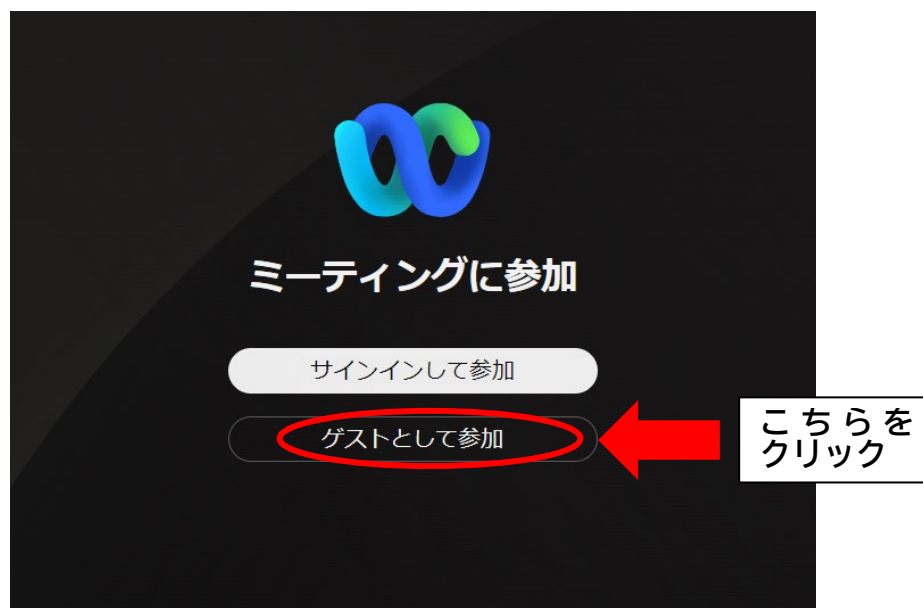 ミーティングに参加
サインインして参加
ゲストとして参加
こちらを
クリック